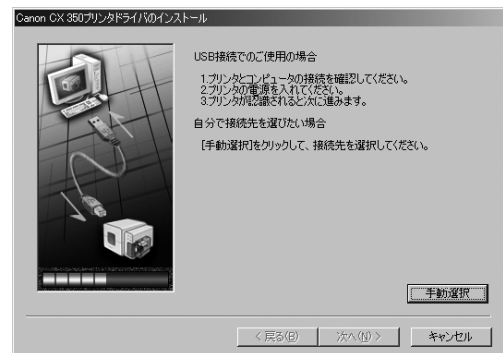 Canon CX 350プリンタドライバのインストール
USB接続でのご使用の場合
1.プリンタとコンピュータの接続を確認してください。
2.プリンタの電源を入れてください。
3.プリンタが認識されると次に進みます。
自分で接続先を選びたい場合
[手動選択]をクリックして、接続先を選択してください。
手動選択
< 戻る(B)
次へ(N) >
キャンセル